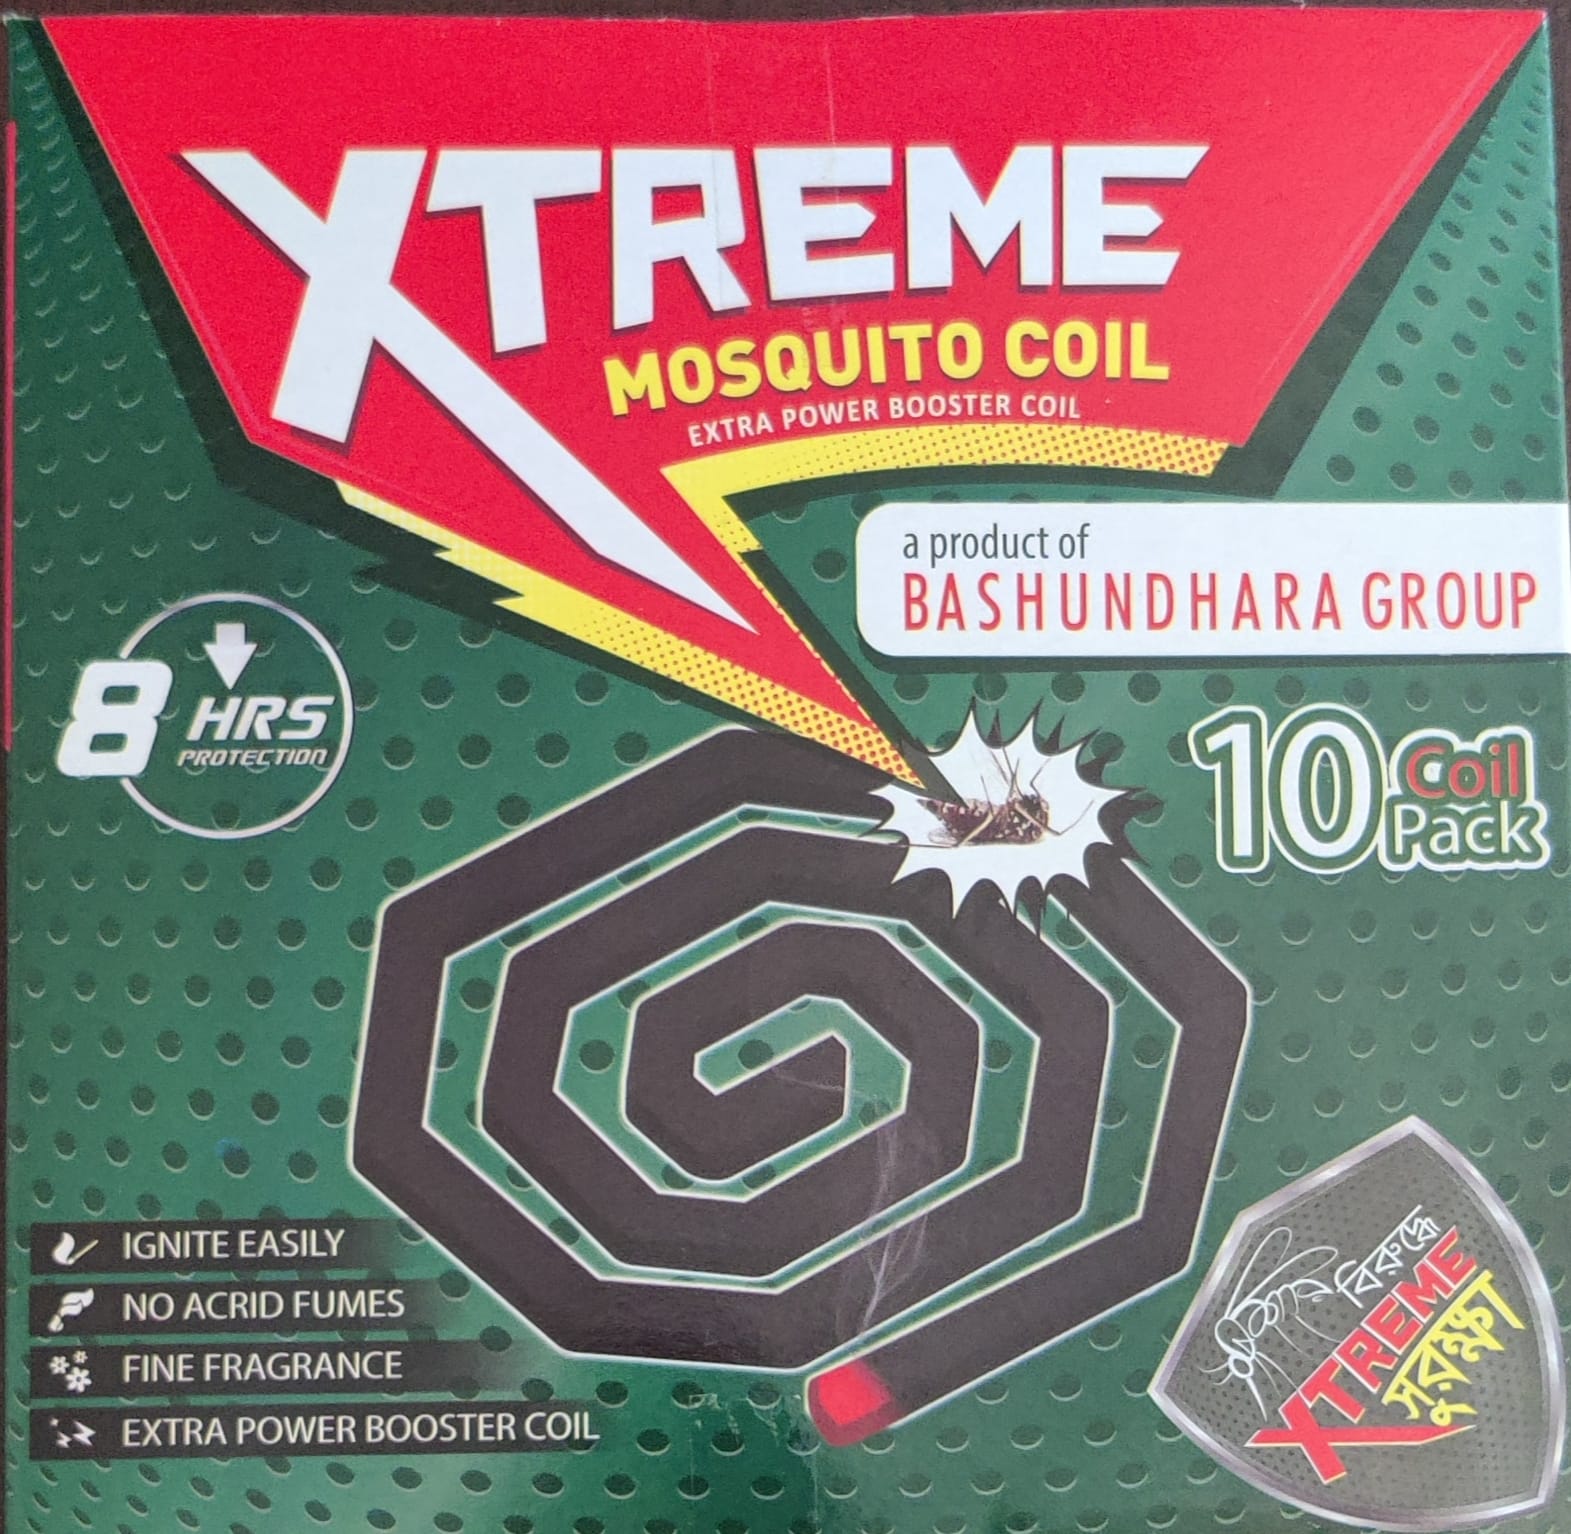 XTREME
MOSQUITO COIL
EXTRA POWER BOOSTER COIL
a product of
BASHUNDHARA GROUP
8 HRS
PROTECTION
10 Coil
Pack
IGNITE EASILY
NO ACRID FUMES
FINE FRAGRANCE
EXTRA POWER BOOSTER COIL
বিরুদ্ধে
XTREME
সুরক্ষা